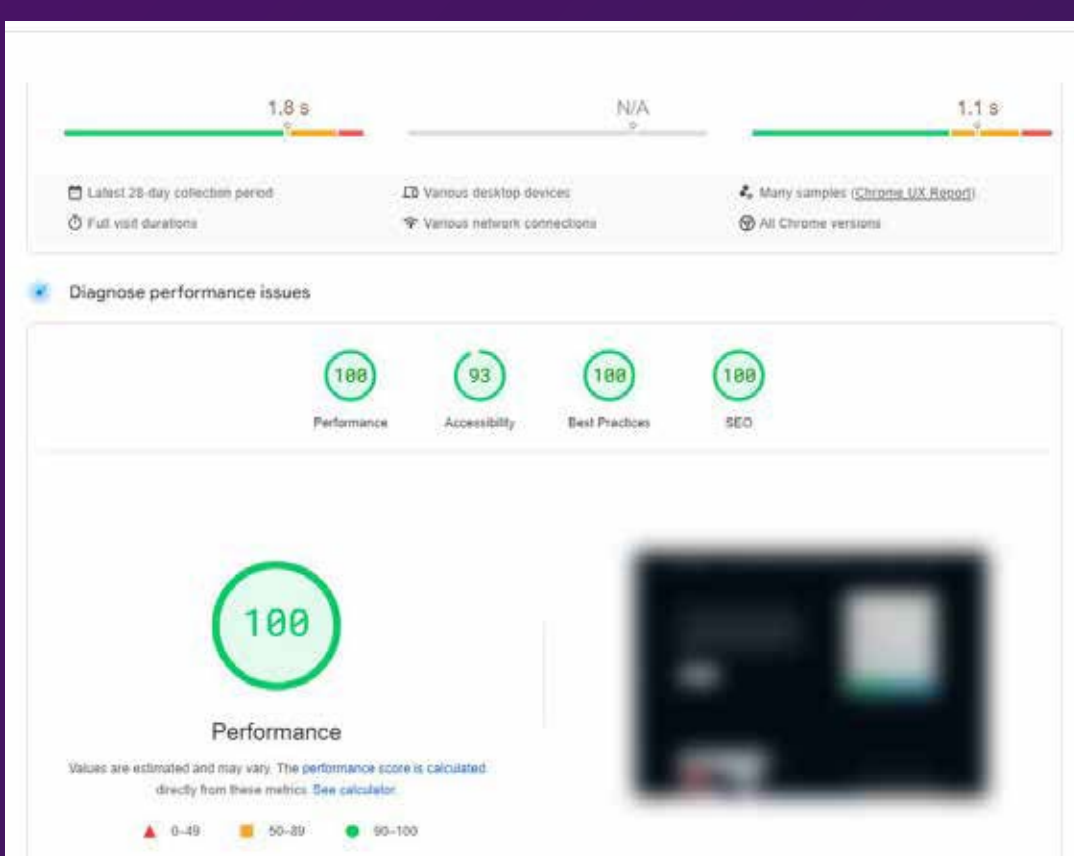 1.8 s N/A 1.1 s
Latest 28-day collection period Various desktop devices Many samples (Chrome UX Report)
Full visit durations Various network connections All Chrome versions
Diagnose performance issues
100 93 100 100
Performance Accessibility Best Practices SEO
100
Performance
Values are estimated and may vary. The performance score is calculated
directly from these metrics. See calculator.
0–49 50–89 90–100